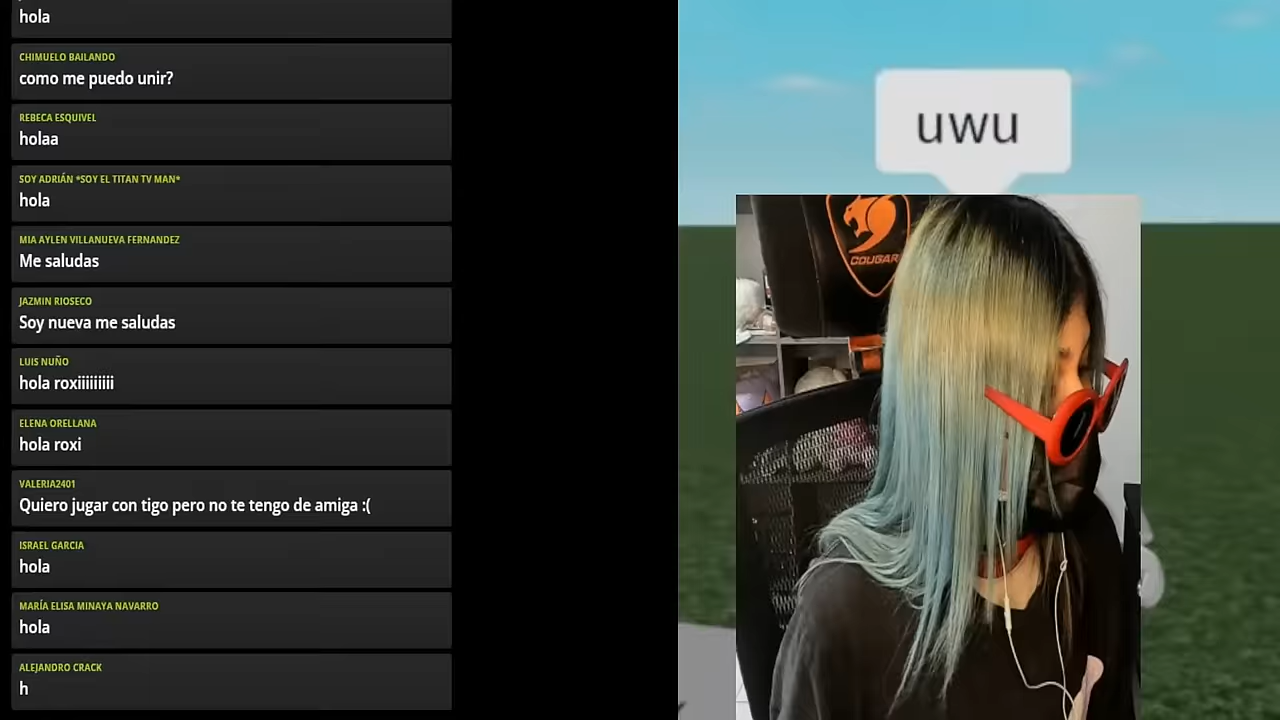 hola
CHIMUELO BAILANDO
como me puedo unir?
REBECA ESQUIVEL
holaa
SOY ADRIÁN *SOY EL TITAN TV MAN*
hola
MIA AYLEN VILLANUEVA FERNANDEZ
Me saludas
JAZMIN RIOSECO
Soy nueva me saludas
LUIS NUÑO
hola roxiiiiiiiii
ELENA ORELLANA
hola roxi
VALERIA2401
Quiero jugar con tigo pero no te tengo de amiga :(
ISRAEL GARCIA
hola
MARÍA ELISA MINAYA NAVARRO
hola
ALEJANDRO CRACK
h
uwu
COUGAR